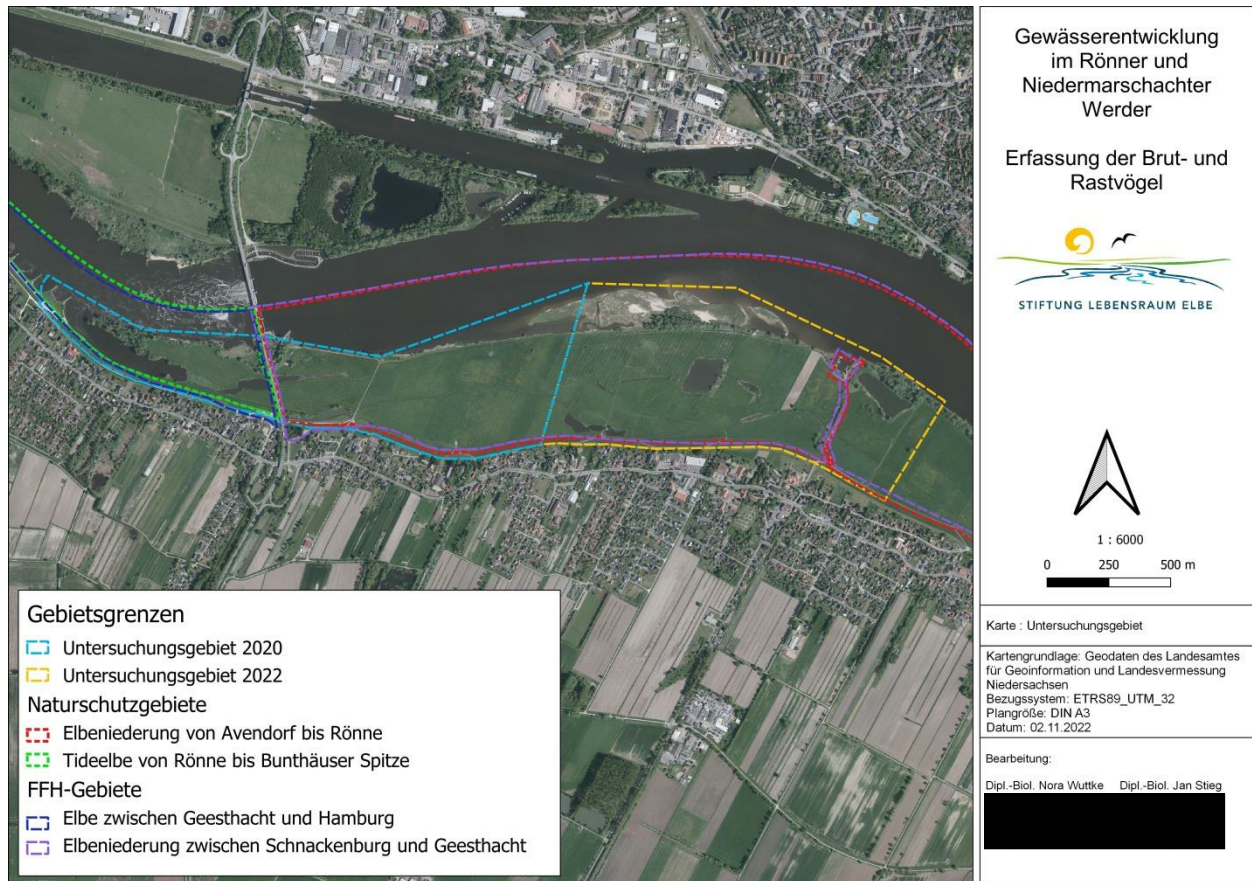 Gewässerentwicklung
im Rönner und
Niedermarschachter
Werder
Erfassung der Brut- und
Rastvögel
STIFTUNG LEBENSRAUM ELBE
1 : 6000
0 250 500 m
Karte : Untersuchungsgebiet
Kartengrundlage: Geodaten des Landesamtes
für Geoinformation und Landesvermessung
Niedersachsen
Bezugssystem: ETRS89_UTM_32
Plangröße: DIN A3
Datum: 02.11.2022
Bearbeitung:
Dipl.-Biol. Nora Wuttke Dipl.-Biol. Jan Stieg
Gebietsgrenzen
Untersuchungsgebiet 2020
Untersuchungsgebiet 2022
Naturschutzgebiete
Elbeniederung von Avendorf bis Rönne
Tideelbe von Rönne bis Bunthäuser Spitze
FFH-Gebiete
Elbe zwischen Geesthacht und Hamburg
Elbeniederung zwischen Schnackenburg und Geesthacht